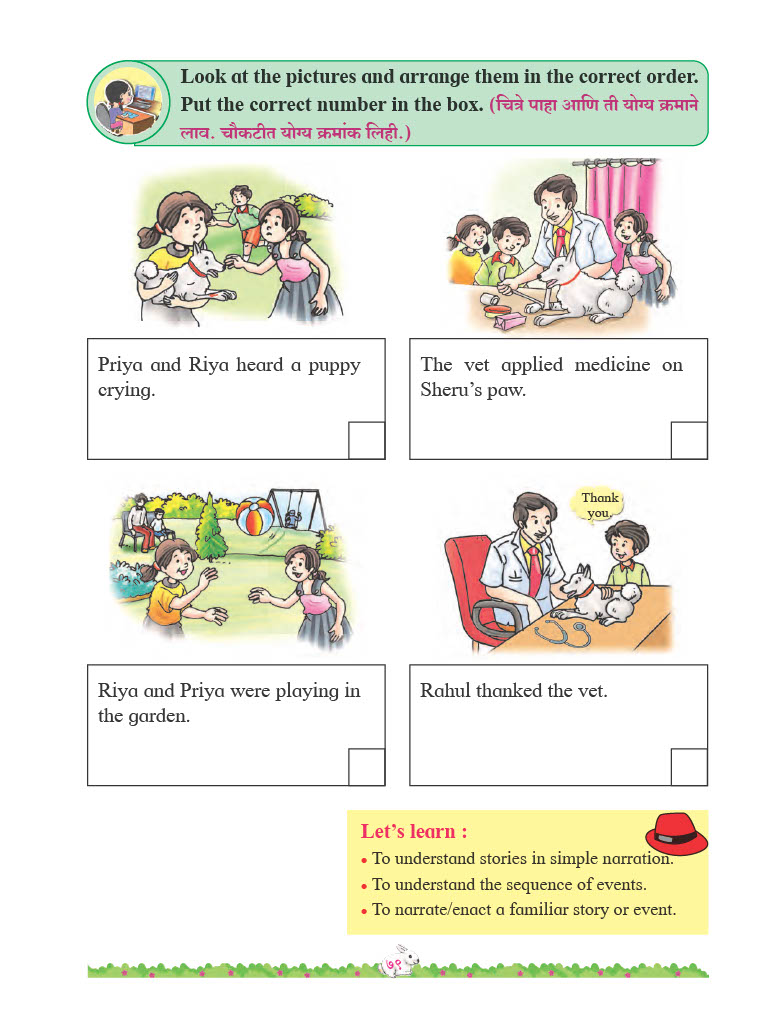 Look at the pictures and arrange them in the correct order.
Put the correct number in the box. (चित्रे पाहा आणि ती योग्य क्रमाने
लाव. चौकटीत योग्य क्रमांक लिही.)
Priya and Riya heard a puppy
crying.
The vet applied medicine on
Sheru’s paw.
Thank
you.
Riya and Priya were playing in
the garden.
Rahul thanked the vet.
Let’s learn :
• To understand stories in simple narration.
• To understand the sequence of events.
• To narrate/enact a familiar story or event.
७९